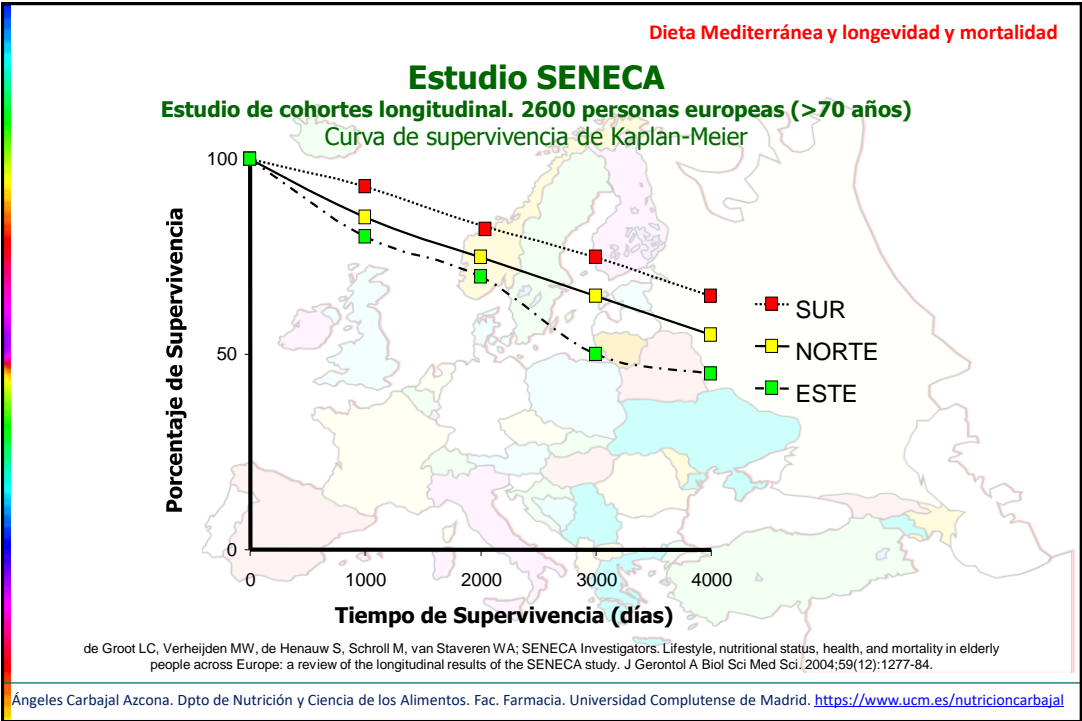 Dieta Mediterránea y longevidad y mortalidad
Estudio SENECA
Estudio de cohortes longitudinal. 2600 personas europeas (>70 años)
Curva de supervivencia de Kaplan-Meier
Porcentaje de Supervivencia
100
50
0
0 1000 2000 3000 4000
Tiempo de Supervivencia (días)
SUR
NORTE
ESTE
de Groot LC, Verheijden MW, de Henauw S, Schroll M, van Staveren WA; SENECA Investigators. Lifestyle, nutritional status, health, and mortality in elderly
people across Europe: a review of the longitudinal results of the SENECA study. J Gerontol A Biol Sci Med Sci. 2004;59(12):1277-84.
Ángeles Carbajal Azcona. Dpto de Nutrición y Ciencia de los Alimentos. Fac. Farmacia. Universidad Complutense de Madrid. https://www.ucm.es/nutricioncarbajal